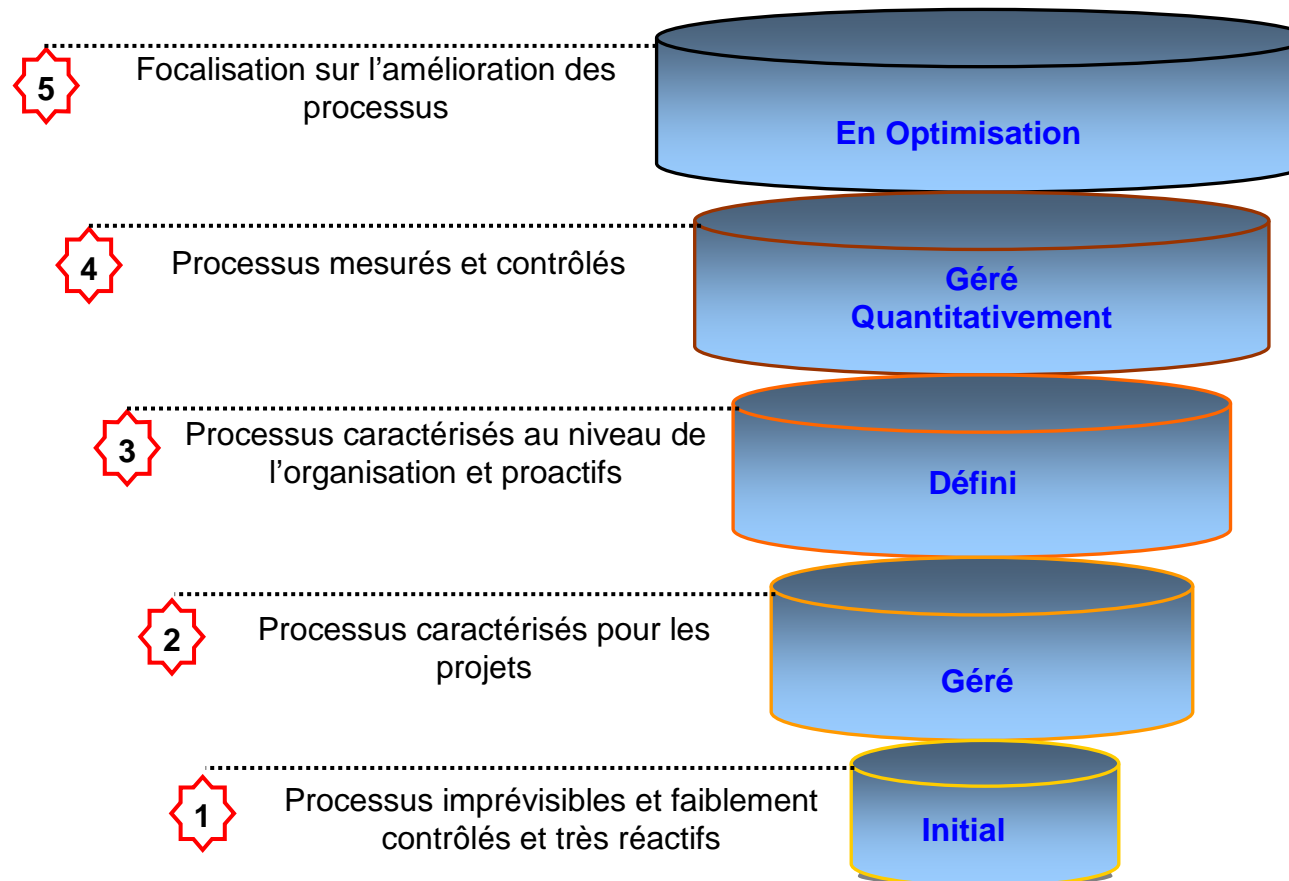 5
Focalisation sur l’amélioration des
processus
En Optimisation
4
Processus mesurés et contrôlés
Géré
Quantitativement
3
Processus caractérisés au niveau de
l’organisation et proactifs
Défini
2
Processus caractérisés pour les
projets
Géré
1
Processus imprévisibles et faiblement
contrôlés et très réactifs
Initial